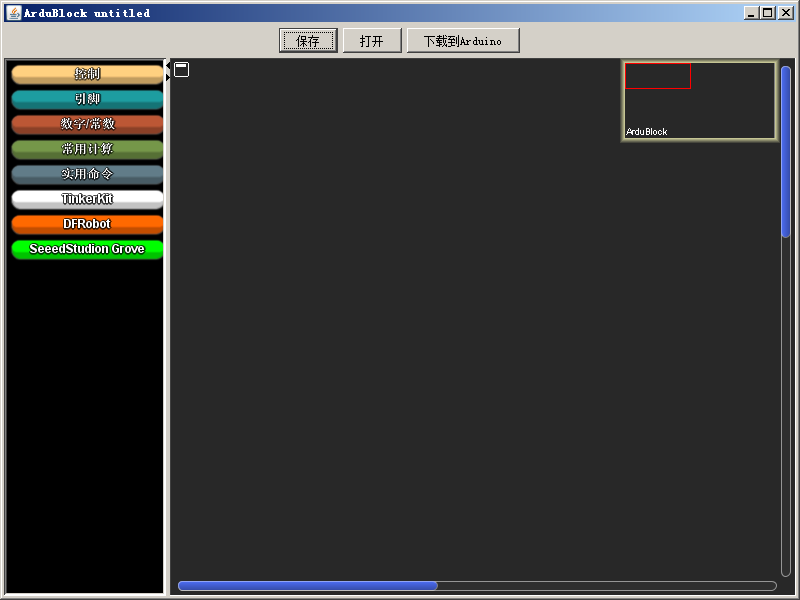 ArduBlock untitled
保存 打开 下载到Arduino
控制
引脚
数字/常数
常用计算
实用命令
TinkerKit
DFRobot
SeeedStudion Grove
ArduBlock